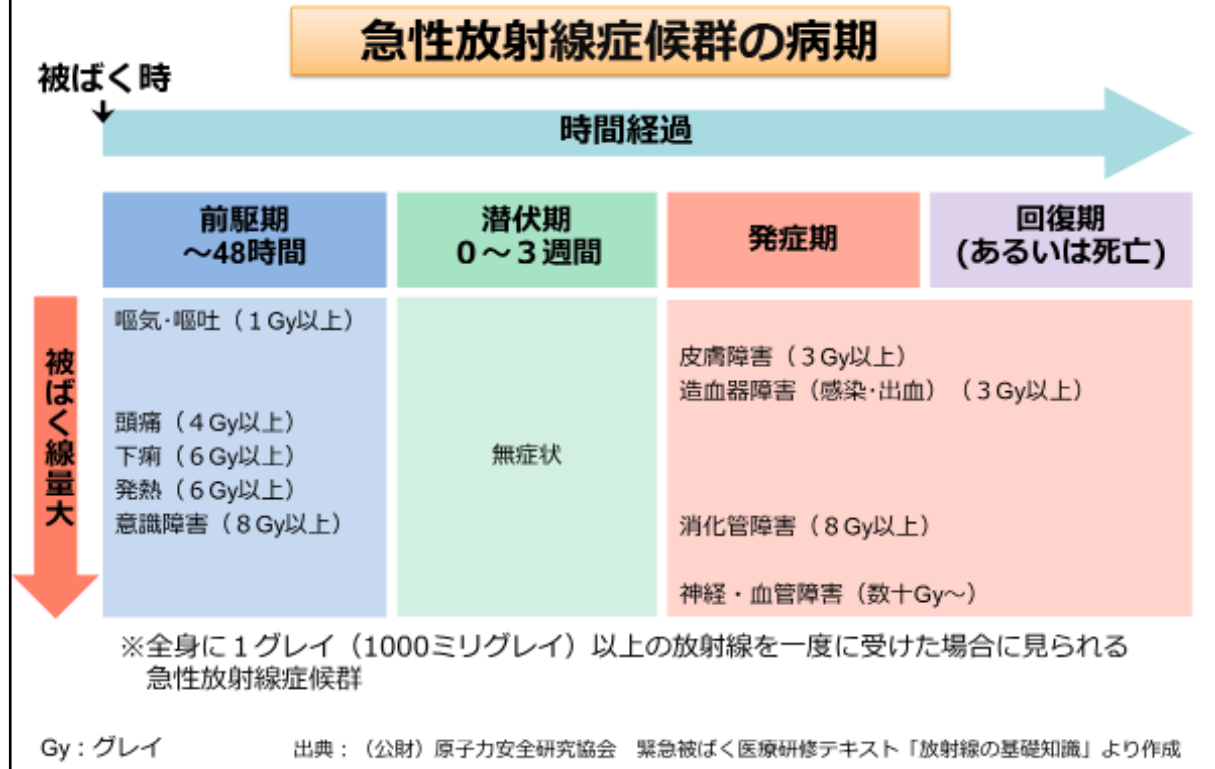 急性放射線症候群の病期
被ばく時
↓
時間経過
前駆期
～48時間
潜伏期
０～３週間
発症期
回復期
(あるいは死亡)
被ばく線量大
嘔気･嘔吐（１Gy以上）
頭痛（４Gy以上）
下痢（６Gy以上）
発熱（６Gy以上）
意識障害（８Gy以上）
無症状
皮膚障害（３Gy以上）
造血器障害（感染･出血）（３Gy以上）
消化管障害（８Gy以上）
神経・血管障害（数十Gy～）
※全身に１グレイ（1000ミリグレイ）以上の放射線を一度に受けた場合に見られる
急性放射線症候群
Gy：グレイ
出典：（公財）原子力安全研究協会　緊急被ばく医療研修テキスト「放射線の基礎知識」より作成